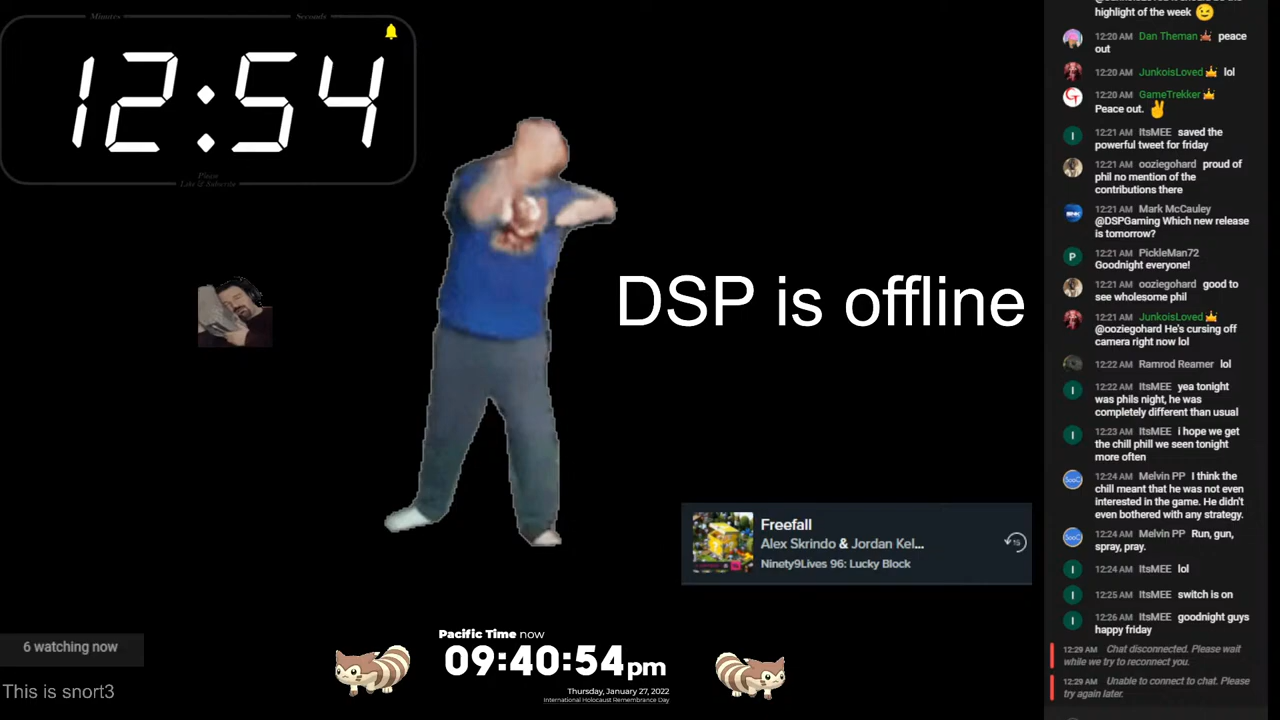 Minutes
Seconds
12:54
Please
Like & Subscribe
DSP is offline
Freefall
Alex Skrindo & Jordan Kel...
Ninety9Lives 96: Lucky Block
15
6 watching now
This is snort3
Pacific Time now
09:40:54pm
Thursday, January 27, 2022
International Holocaust Remembrance Day
highlight of the week
12:20 AM Dan Theman peace
out
12:20 AM JunkoisLoved lol
12:20 AM GameTrekker
Peace out.
12:21 AM ItsMEE saved the
powerful tweet for friday
12:21 AM ooziegohard proud of
phil no mention of the
contributions there
12:21 AM Mark McCauley
@DSPGaming Which new release
is tomorrow?
P
12:21 AM PickleMan72
Goodnight everyone!
12:21 AM ooziegohard good to
see wholesome phil
12:21 AM JunkoisLoved
@ooziegohard He's cursing off
camera right now lol
12:22 AM Ramrod Reamer lol
I
12:22 AM ItsMEE yea tonight
was phils night, he was
completely different than usual
I
12:23 AM ItsMEE i hope we get
the chill phill we seen tonight
more often
12:24 AM Melvin PP I think the
chill meant that he was not even
interested in the game. He didn't
even bothered with any strategy.
12:24 AM Melvin PP Run, gun,
spray, pray.
I
12:24 AM ItsMEE lol
I
12:25 AM ItsMEE switch is on
I
12:26 AM ItsMEE goodnight guys
happy friday
12:29 AM Chat disconnected. Please wait
while we try to reconnect you.
12:29 AM Unable to connect to chat. Please
try again later.